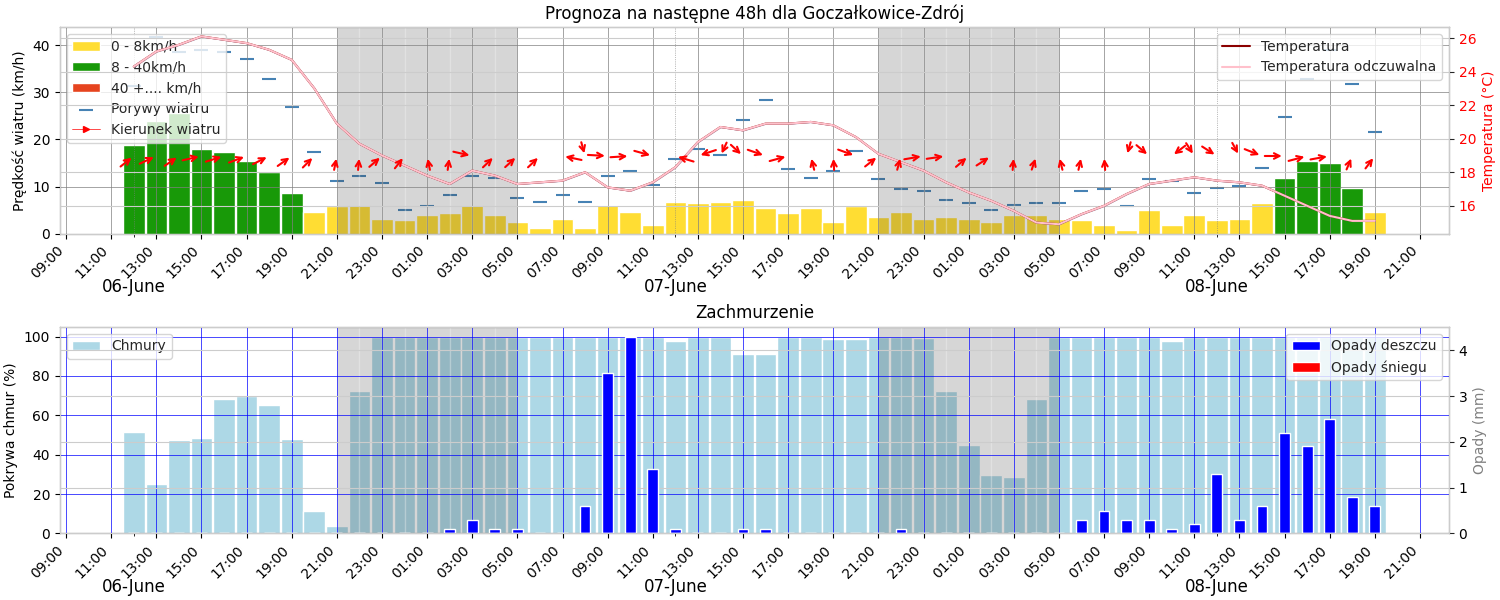 Prognoza na następne 48h dla Goczałkowice-Zdrój
Prędkość wiatru (km/h)
40
30
20
10
0
0 - 8km/h
8 - 40km/h
40 +.... km/h
Porywy wiatru
Kierunek wiatru
Temperatura
Temperatura odczuwalna
26
24
22
20
18
16
Temperatura (°C)
09:00 11:00 13:00 15:00 17:00 19:00 21:00 23:00 01:00 03:00 05:00 07:00 09:00 11:00 13:00 15:00 17:00 19:00 21:00 23:00 01:00 03:00 05:00 07:00 09:00 11:00 13:00 15:00 17:00 19:00 21:00
06-June 07-June 08-June
Zachmurzenie
Pokrywa chmur (%)
100
80
60
40
20
0
Chmury
Opady deszczu
Opady śniegu
4
3
2
1
0
Opady (mm)
09:00 11:00 13:00 15:00 17:00 19:00 21:00 23:00 01:00 03:00 05:00 07:00 09:00 11:00 13:00 15:00 17:00 19:00 21:00 23:00 01:00 03:00 05:00 07:00 09:00 11:00 13:00 15:00 17:00 19:00 21:00
06-June 07-June 08-June